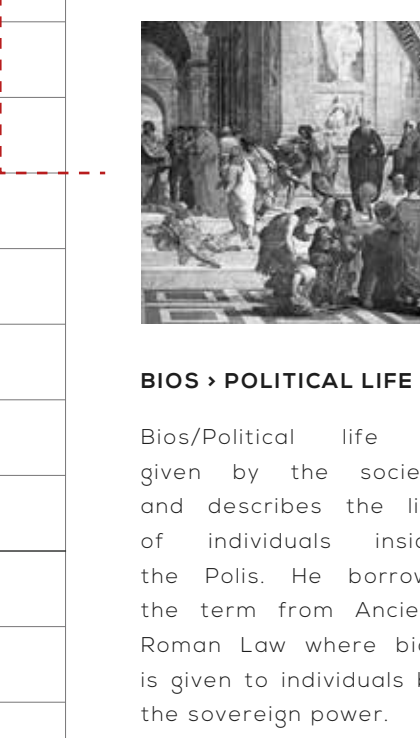 BIOS > POLITICAL LIFE
Bios/Political life
given by the socie
and describes the li
of individuals insid
the Polis. He borrow
the term from Ancie
Roman Law where bio
is given to individuals b
the sovereign power.